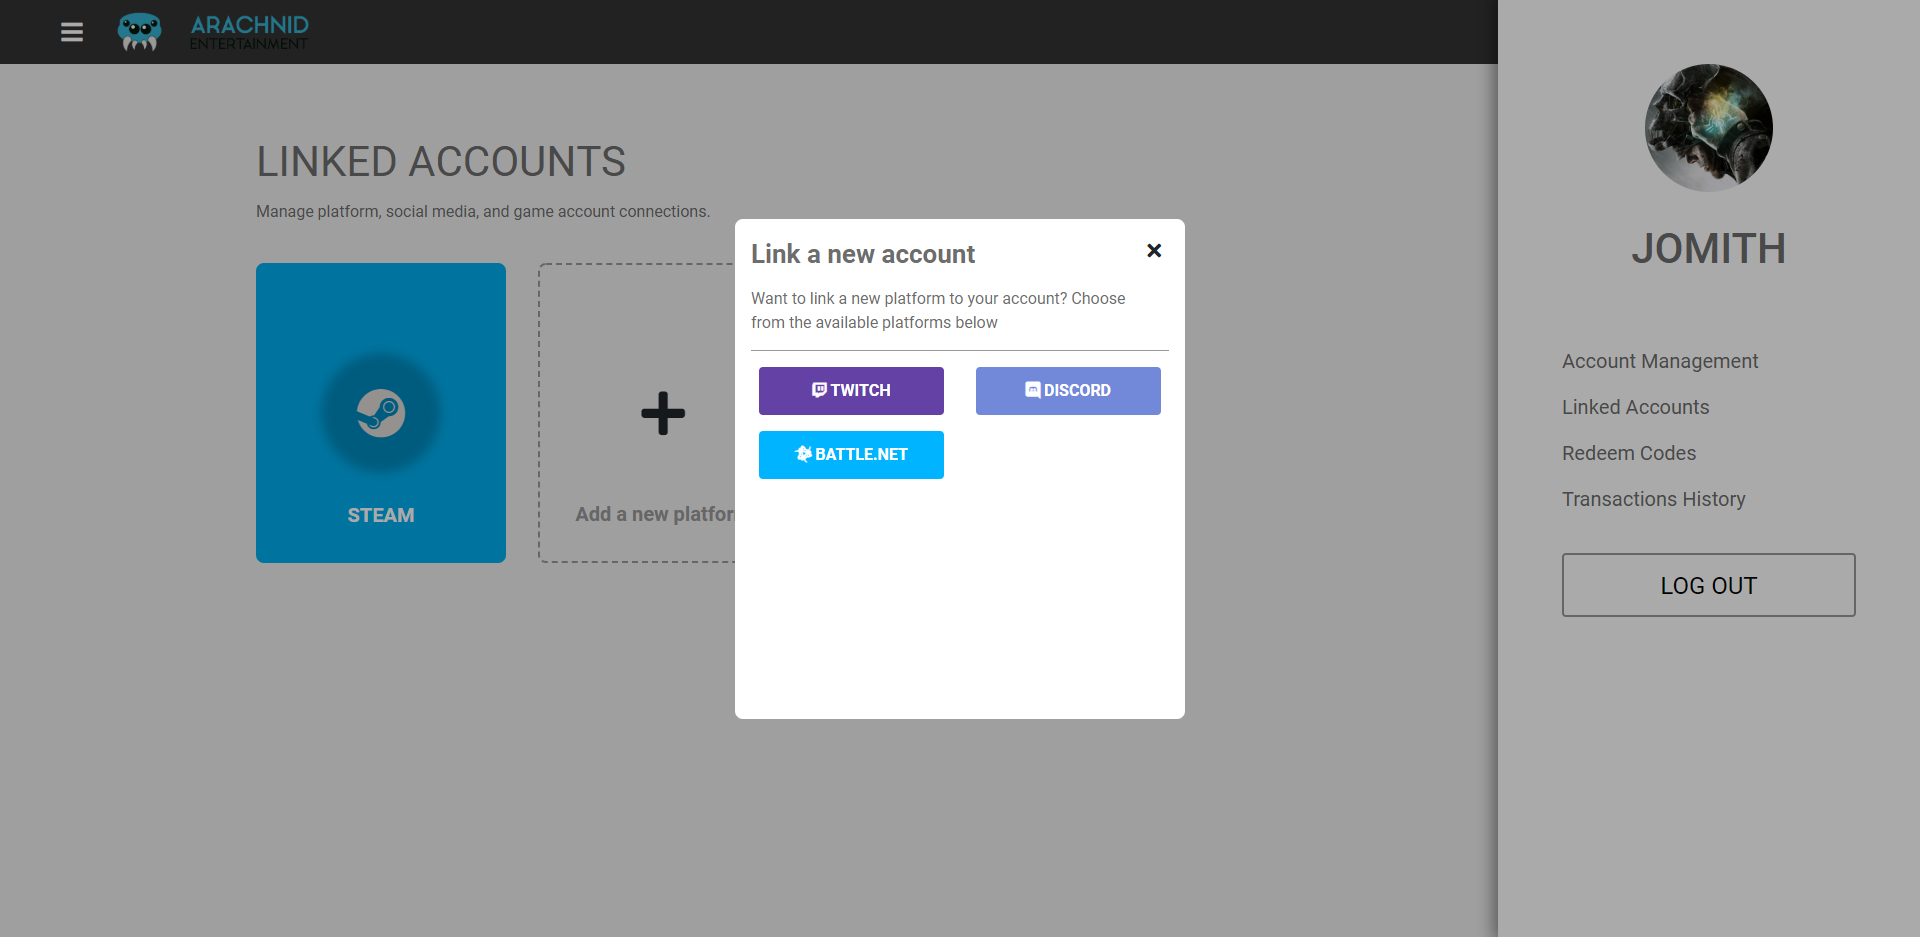 ARACHNID
ENTERTAINMENT
LINKED ACCOUNTS
Manage platform, social media, and game account connections.
STEAM
Add a new platfor
Link a new account
Want to link a new platform to your account? Choose
from the available platforms below
TWITCH
DISCORD
BATTLE.NET
JOMITH
Account Management
Linked Accounts
Redeem Codes
Transactions History
LOG OUT